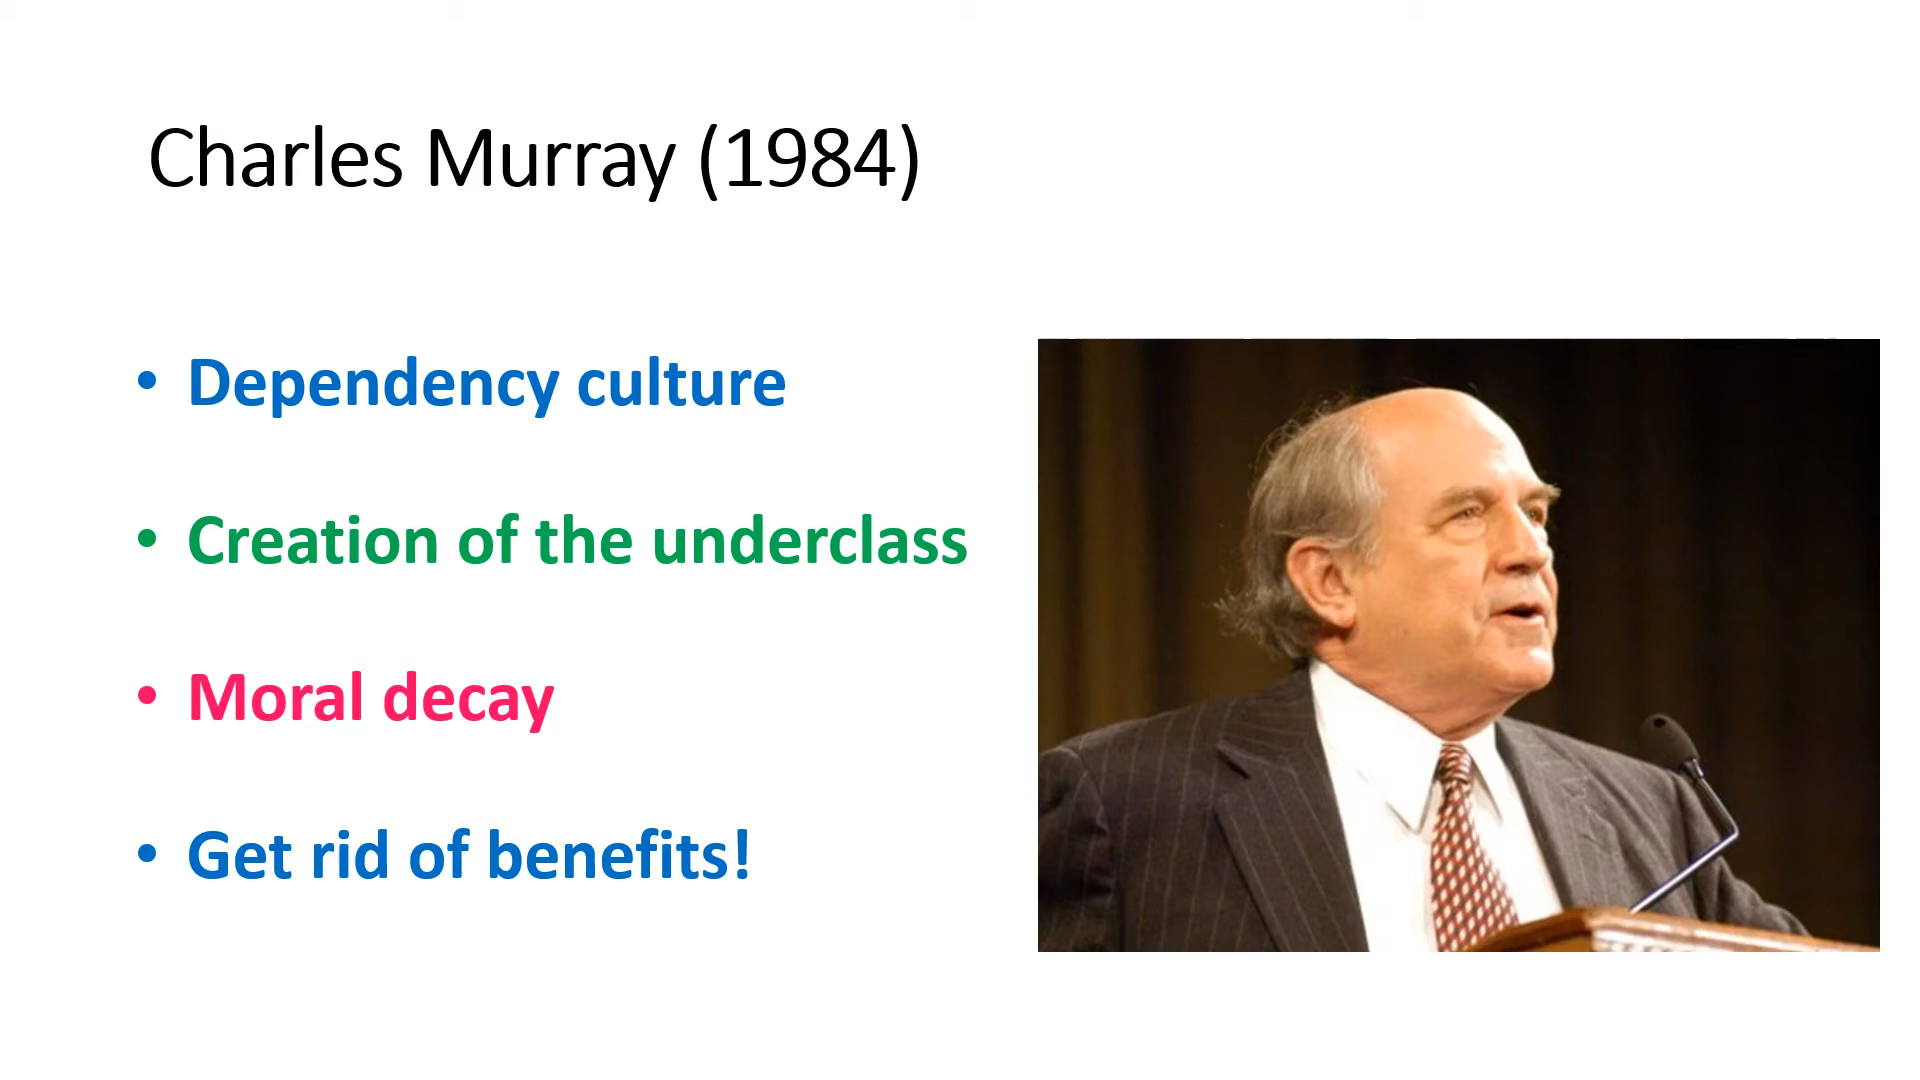 Charles Murray (1984)
• Dependency culture
• Creation of the underclass
• Moral decay
• Get rid of benefits!